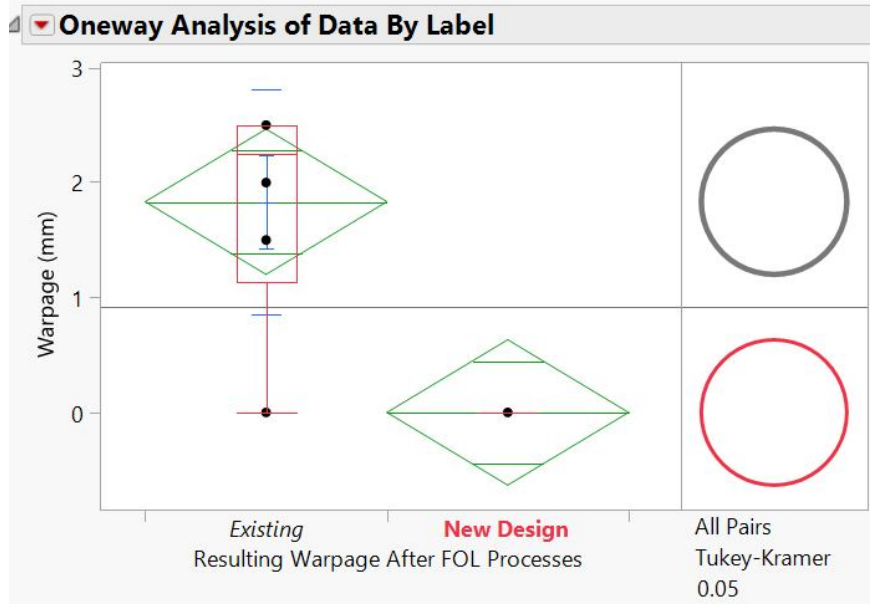 Oneway Analysis of Data By Label
3
2
1
0
Warpage (mm)
Existing
New Design
Resulting Warpage After FOL Processes
All Pairs
Tukey-Kramer
0.05